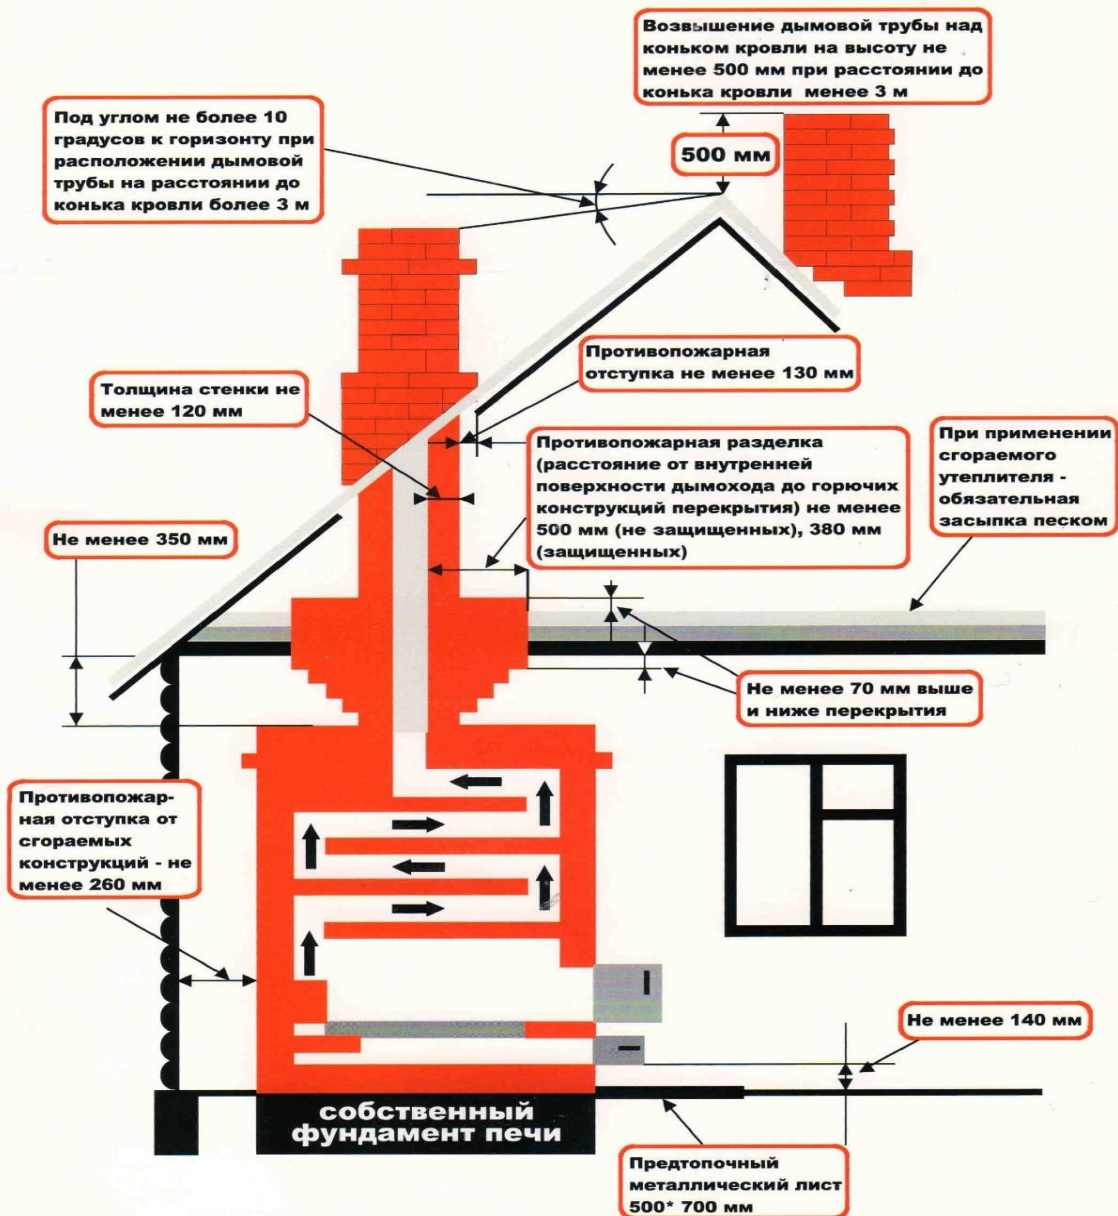 Возвышение дымовой трубы над
коньком кровли на высоту не
менее 500 мм при расстоянии до
конька кровли менее 3 м
Под углом не более 10
градусов к горизонту при
расположении дымовой
трубы на расстоянии до
конька кровли более 3 м
500 мм
Противопожарная
отступка не менее 130 мм
Толщина стенки не
менее 120 мм
Противопожарная разделка
(расстояние от внутренней
поверхности дымохода до горючих
конструкций перекрытия) не менее
500 мм (не защищенных), 380 мм
(защищенных)
При применении
сгораемого
утеплителя -
обязательная
засыпка песком
Не менее 350 мм
Не менее 70 мм выше
и ниже перекрытия
Противопожар-
ная отступка от
сгораемых
конструкций - не
менее 260 мм
Не менее 140 мм
собственный
фундамент печи
Предтопочный
металлический лист
500* 700 мм